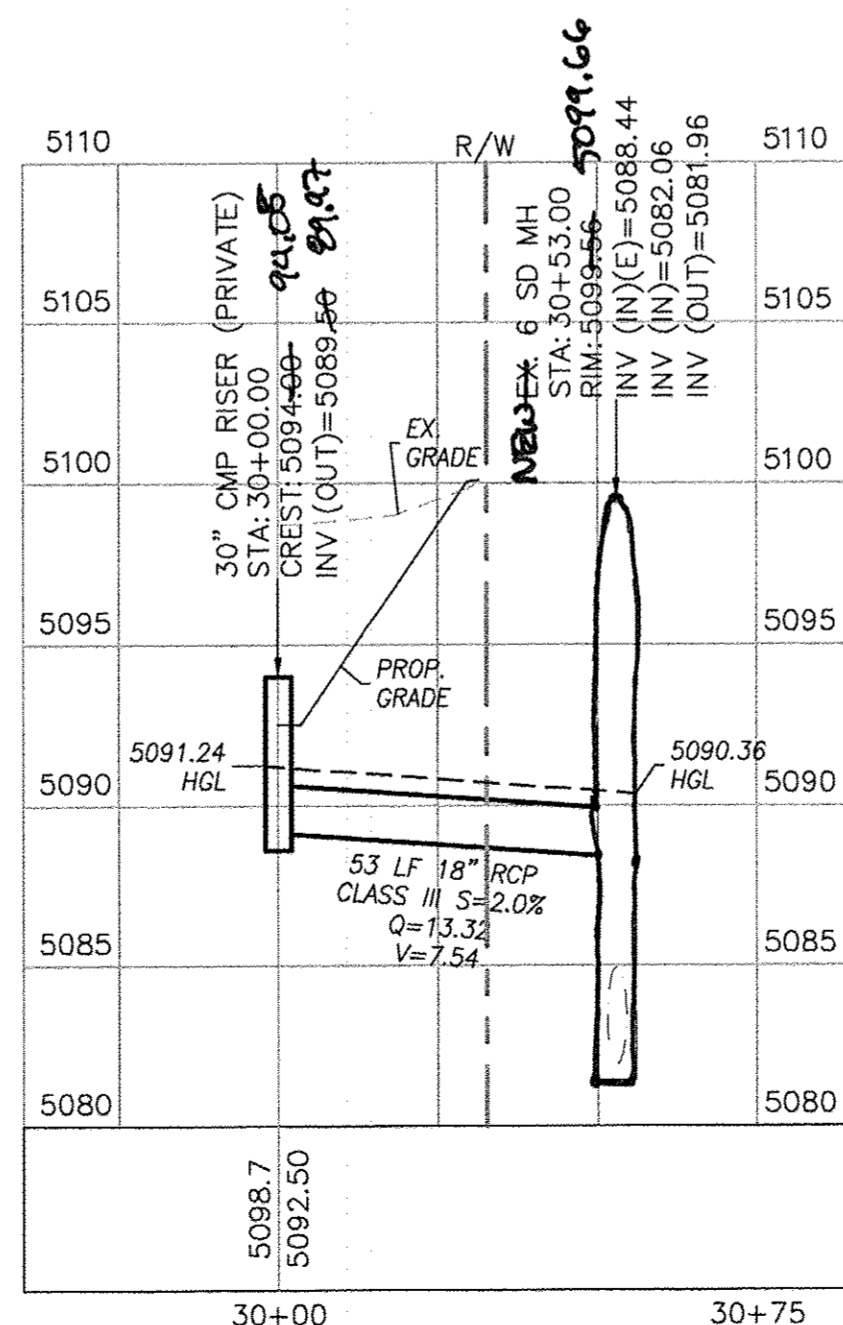 5110
5105
5100
5095
5090
5085
5080
30" CMP RISER (PRIVATE)
STA: 30+00.00
CREST: 5094.00 94.05
INV (OUT)=5089.50 89.97
R/W
NEW EX. 6 SD MH
STA: 30+53.00
RIM: 5099.56 5099.66
INV (IN)(E)=5088.44
INV (IN)=5082.06
INV (OUT)=5081.96
5110
5105
5100
5095
5090
5085
5080
EX.
GRADE
PROP.
GRADE
5091.24
HGL
5090.36
HGL
53 LF 18" RCP
CLASS III S=2.0%
Q=13.32
V=7.54
5098.7
5092.50
30+00
30+75